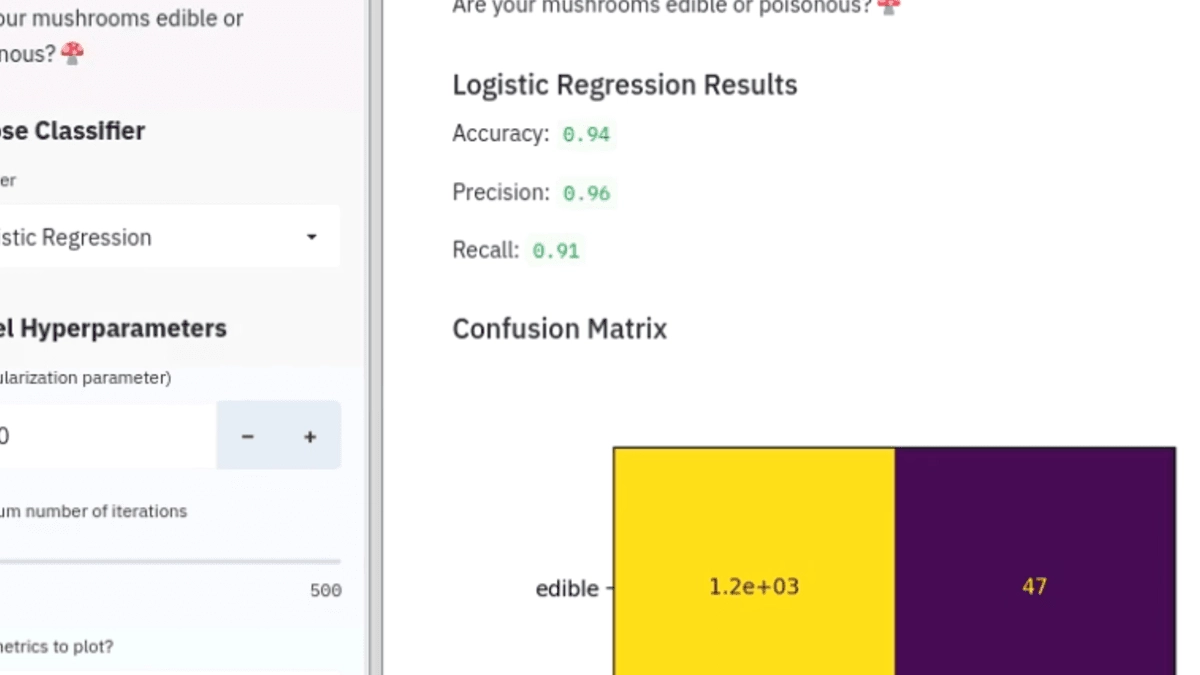 our mushrooms edible or
nous? 🍄
se Classifier
er
istic Regression
el Hyperparameters
ularization parameter)
0
− +
um number of iterations
500
etrics to plot?
Are your mushrooms edible or poisonous? 🍄
Logistic Regression Results
Accuracy: 0.94
Precision: 0.96
Recall: 0.91
Confusion Matrix
edible 1.2e+03 47